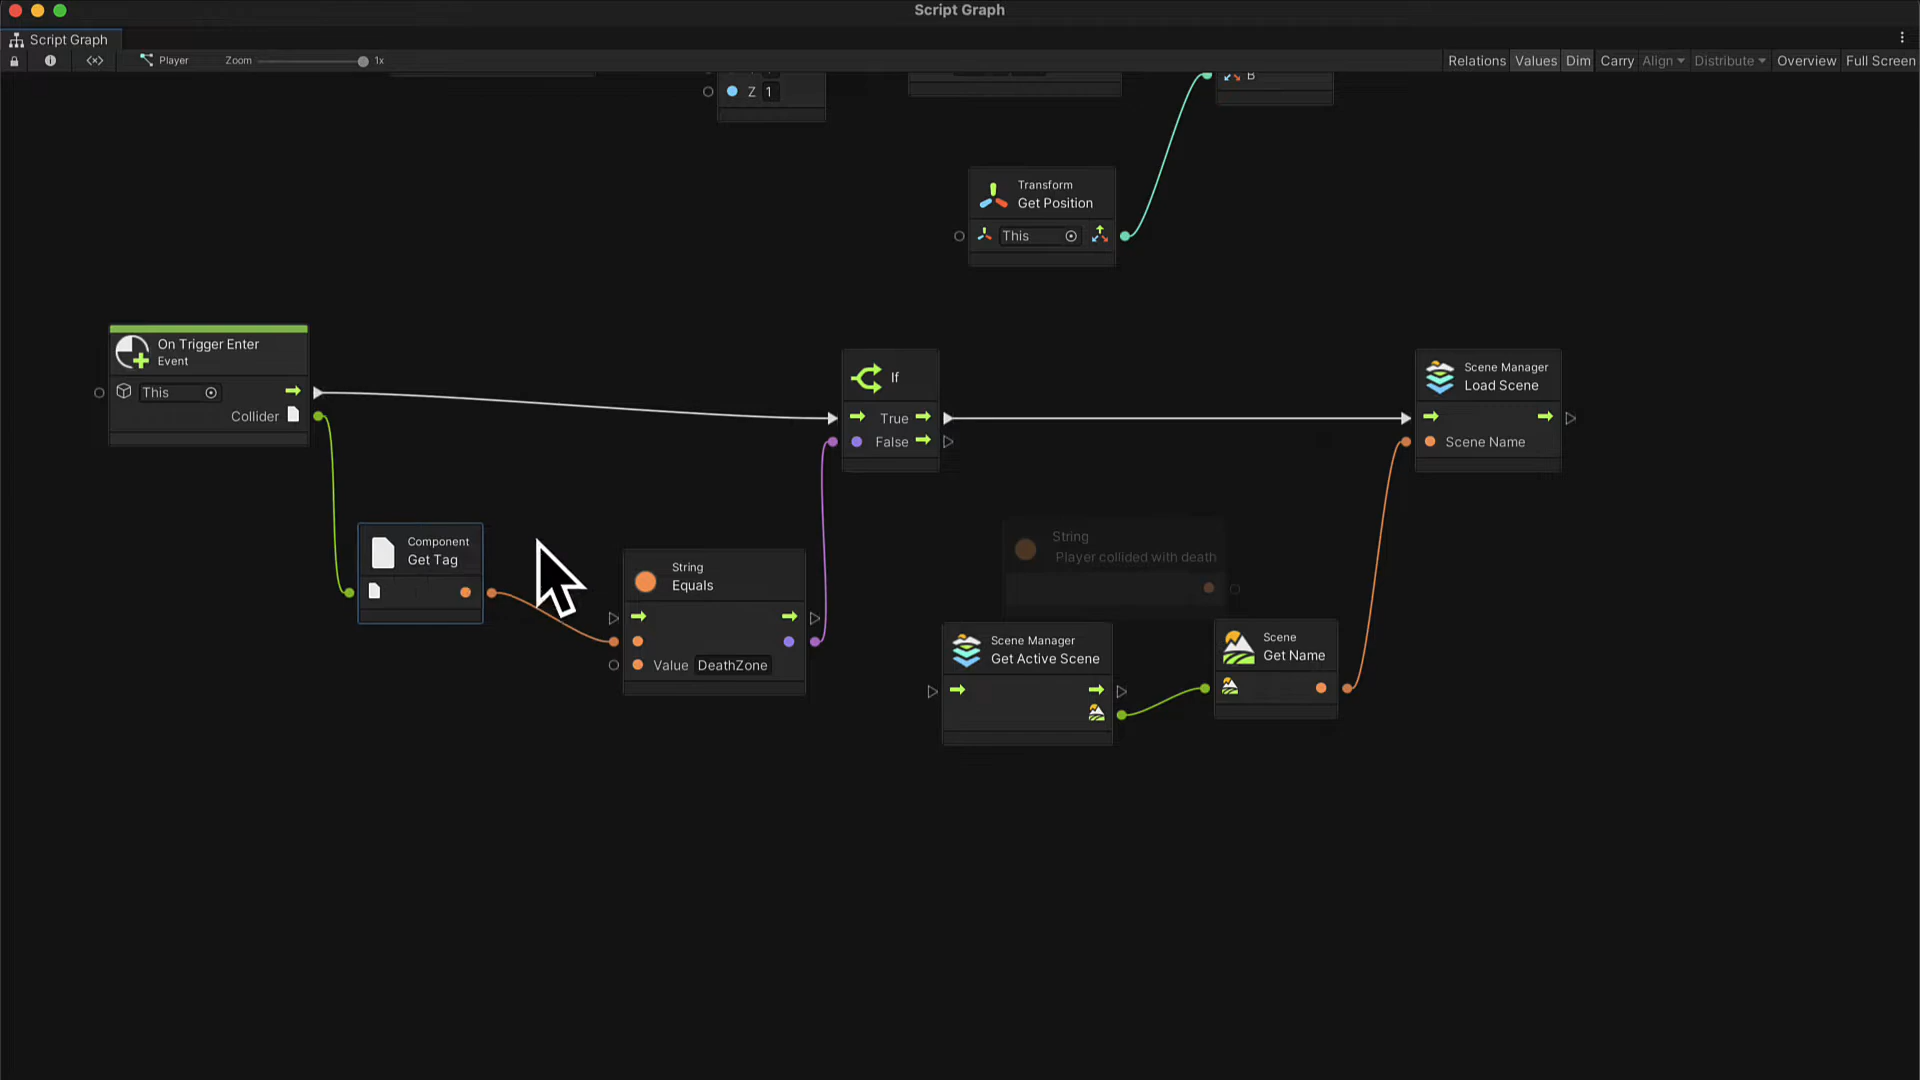 Script Graph
Script Graph
Player
Zoom
1x
Relations
Values
Dim
Carry
Align
Distribute
Overview
Full Screen
Z 1
B
Transform
Get Position
This
On Trigger Enter
Event
This
Collider
If
True
False
Scene Manager
Load Scene
Scene Name
Component
Get Tag
String
Equals
Value DeathZone
String
Player collided with death
Scene Manager
Get Active Scene
Scene
Get Name